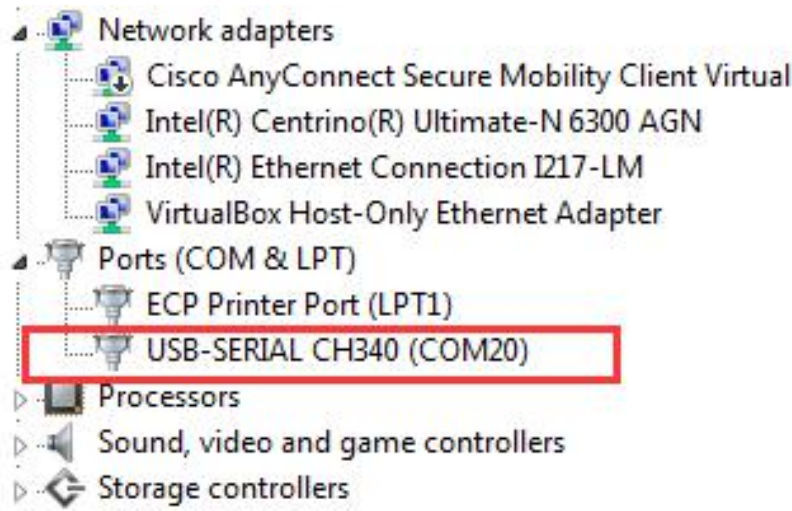 Network adapters
Cisco AnyConnect Secure Mobility Client Virtual
Intel(R) Centrino(R) Ultimate-N 6300 AGN
Intel(R) Ethernet Connection I217-LM
VirtualBox Host-Only Ethernet Adapter
Ports (COM & LPT)
ECP Printer Port (LPT1)
USB-SERIAL CH340 (COM20)
Processors
Sound, video and game controllers
Storage controllers